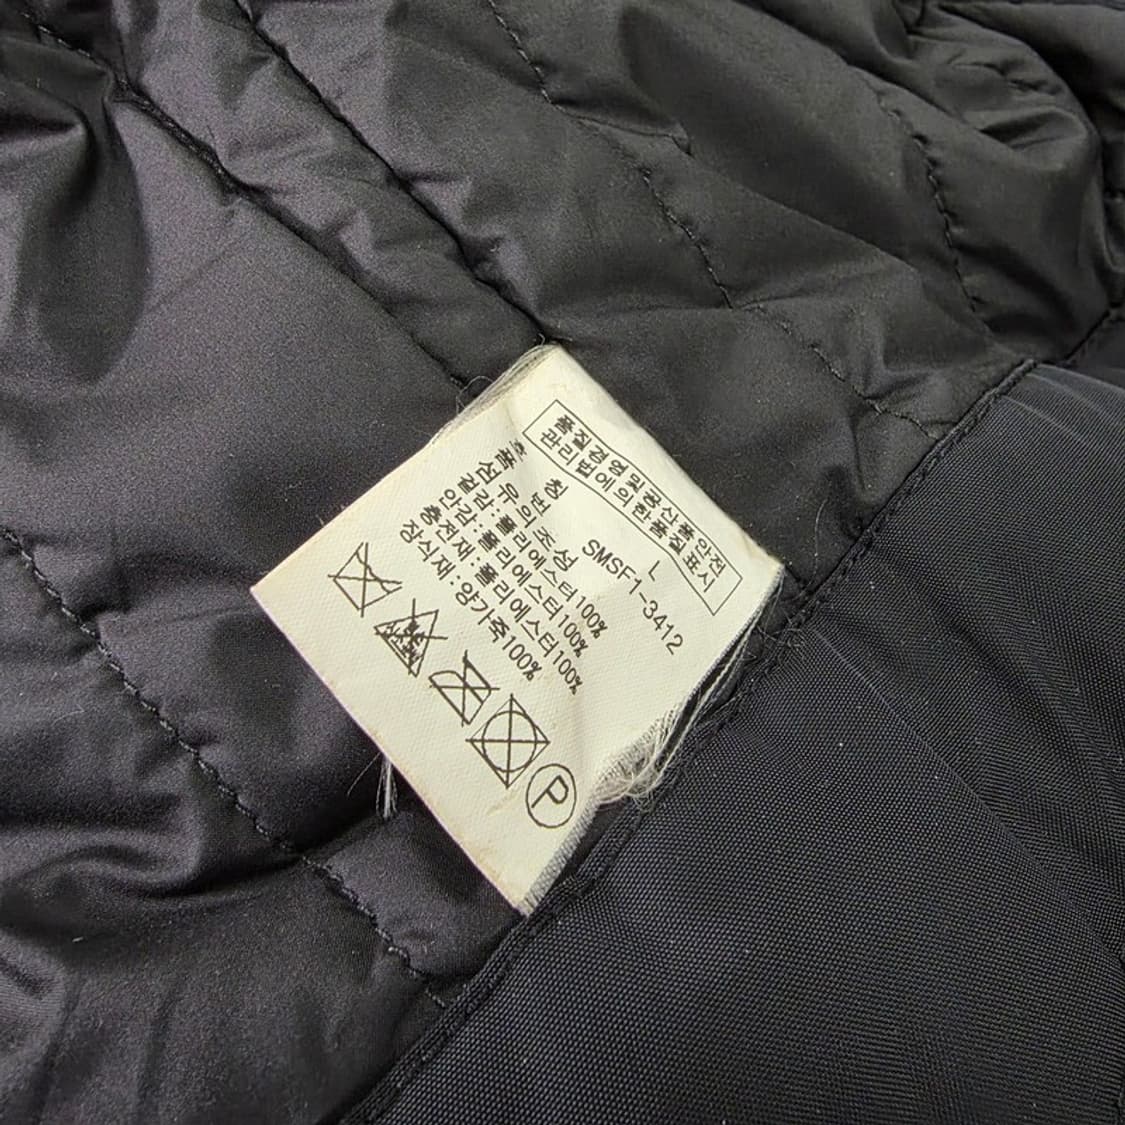 품질경영및공산품안전
관리법에의한품질표시
호 칭 L
품 번 SMSF1-3412
섬유의 조성
겉감:폴리에스터100%
안감:폴리에스터100%
충전재:폴리에스터100%
장식재:양가죽100%
P